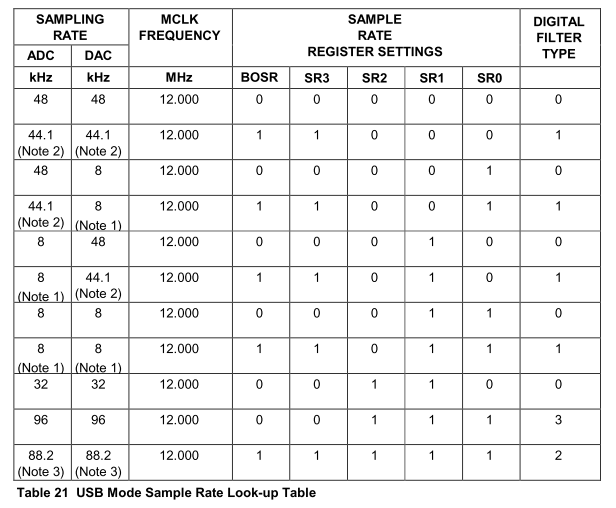 SAMPLING RATE MCLK FREQUENCY SAMPLE RATE REGISTER SETTINGS DIGITAL FILTER TYPE
ADC DAC
kHz kHz MHz BOSR SR3 SR2 SR1 SR0
48 48 12.000 0 0 0 0 0 0
44.1 (Note 2) 44.1 (Note 2) 12.000 1 1 0 0 0 1
48 8 12.000 0 0 0 0 1 0
44.1 (Note 2) 8 (Note 1) 12.000 1 1 0 0 1 1
8 48 12.000 0 0 0 1 0 0
8 (Note 1) 44.1 (Note 2) 12.000 1 1 0 1 0 1
8 8 12.000 0 0 0 1 1 0
8 (Note 1) 8 (Note 1) 12.000 1 1 0 1 1 1
32 32 12.000 0 0 1 1 0 0
96 96 12.000 0 0 1 1 1 3
88.2 (Note 3) 88.2 (Note 3) 12.000 1 1 1 1 1 2
Table 21 USB Mode Sample Rate Look-up Table